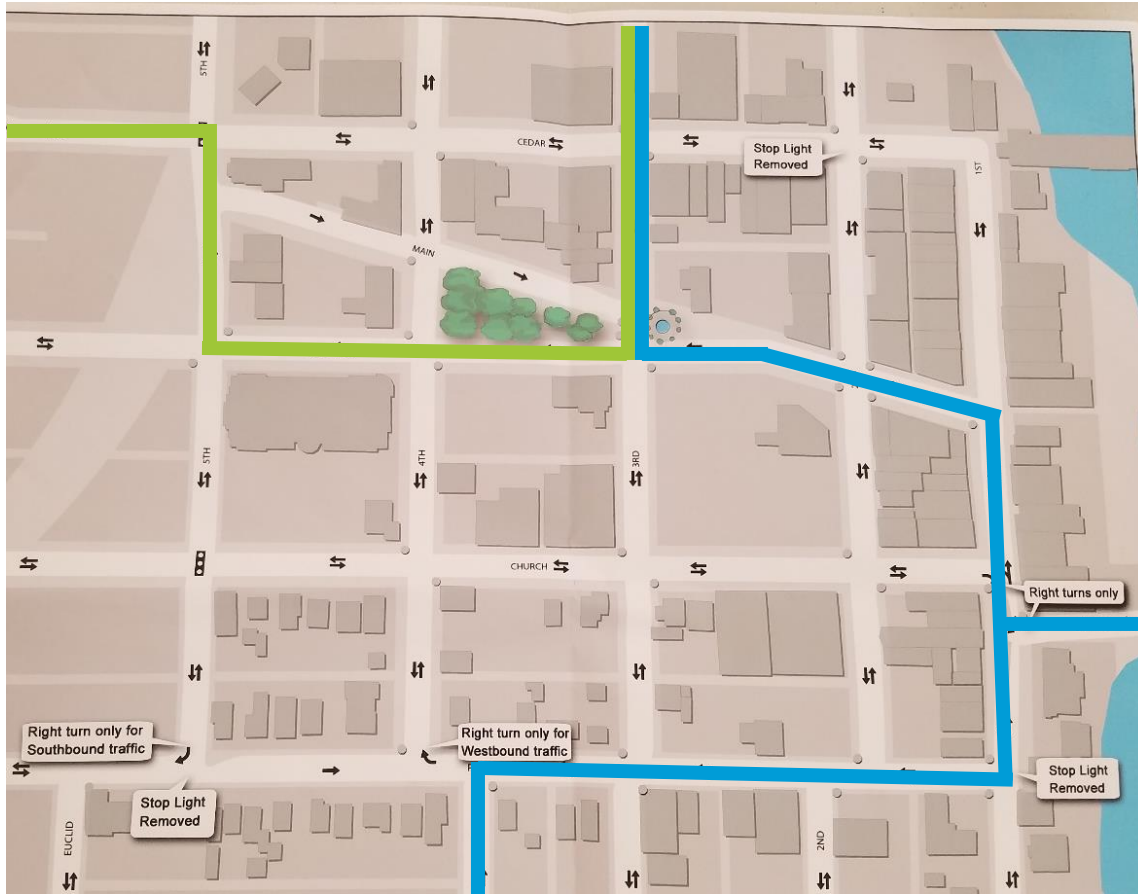 5TH
CEDAR
Stop Light
Removed
1ST
MAIN
5TH
4TH
3RD
CHURCH
Right turns only
Right turn only for
Southbound traffic
Right turn only for
Westbound traffic
Stop Light
Removed
Stop Light
Removed
EUCLID
2ND